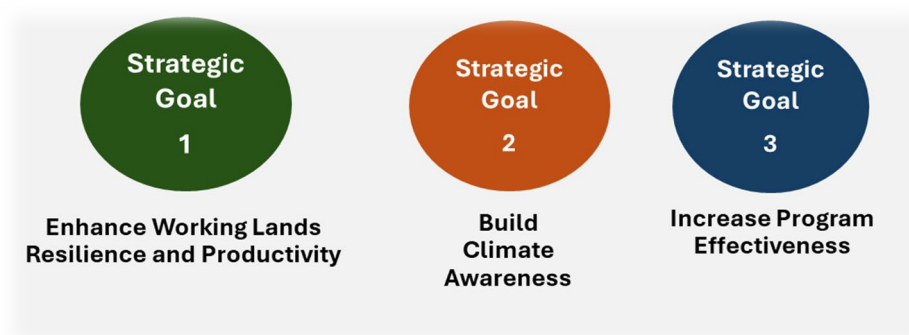 Strategic
Goal
1
Enhance Working Lands
Resilience and Productivity
Strategic
Goal
2
Build
Climate
Awareness
Strategic
Goal
3
Increase Program
Effectiveness